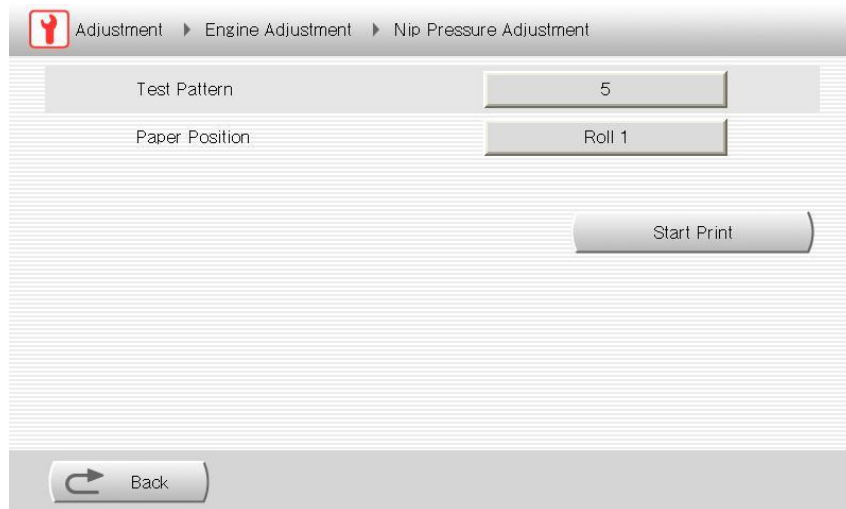 Adjustment ▶ Engine Adjustment ▶ Nip Pressure Adjustment
Test Pattern 5
Paper Position Roll 1
Start Print
Back